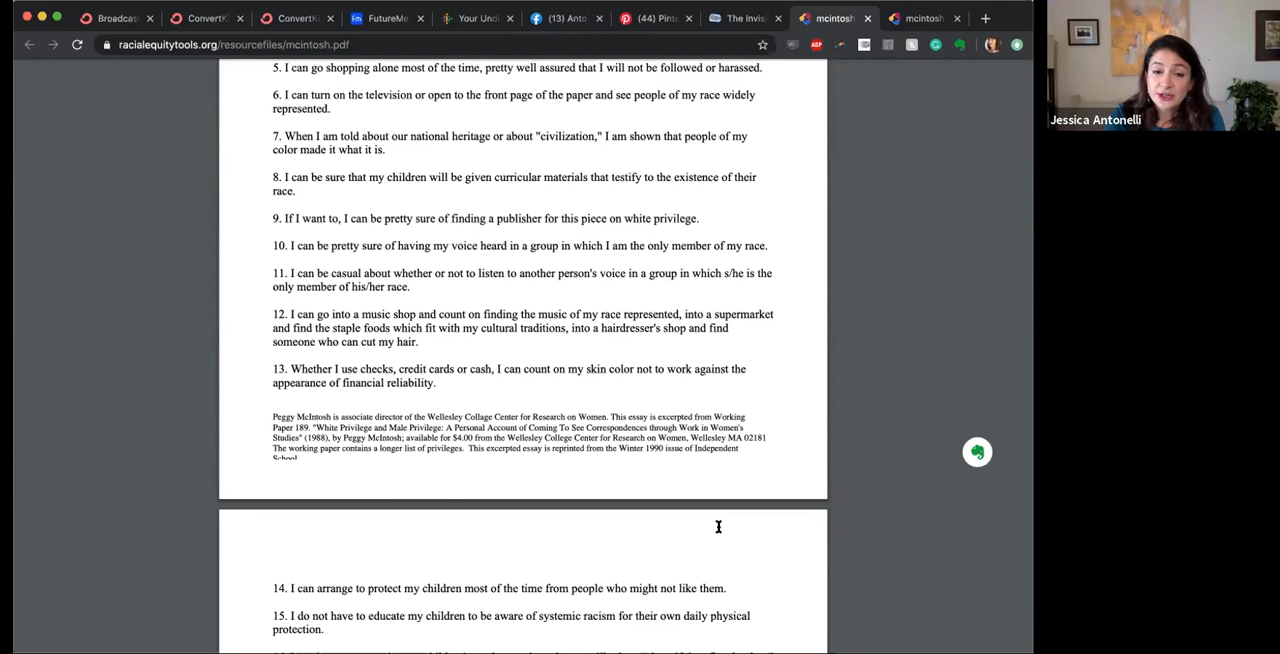 Broadcas
ConvertK
ConvertKi
FutureMe
Your Und
(13) Anto
(44) Pinte
The Invis
mcintosh
mcintosh
racialequitytools.org/resourcefiles/mcintosh.pdf
ABP
5. I can go shopping alone most of the time, pretty well assured that I will not be followed or harassed.
6. I can turn on the television or open to the front page of the paper and see people of my race widely
represented.
7. When I am told about our national heritage or about "civilization," I am shown that people of my
color made it what it is.
8. I can be sure that my children will be given curricular materials that testify to the existence of their
race.
9. If I want to, I can be pretty sure of finding a publisher for this piece on white privilege.
10. I can be pretty sure of having my voice heard in a group in which I am the only member of my race.
11. I can be casual about whether or not to listen to another person's voice in a group in which s/he is the
only member of his/her race.
12. I can go into a music shop and count on finding the music of my race represented, into a supermarket
and find the staple foods which fit with my cultural traditions, into a hairdresser's shop and find
someone who can cut my hair.
13. Whether I use checks, credit cards or cash, I can count on my skin color not to work against the
appearance of financial reliability.
Peggy McIntosh is associate director of the Wellesley Collage Center for Research on Women. This essay is excerpted from Working
Paper 189. "White Privilege and Male Privilege: A Personal Account of Coming To See Correspondences through Work in Women's
Studies" (1988), by Peggy McIntosh; available for $4.00 from the Wellesley College Center for Research on Women, Wellesley MA 02181
The working paper contains a longer list of privileges. This excerpted essay is reprinted from the Winter 1990 issue of Independent
School
14. I can arrange to protect my children most of the time from people who might not like them.
15. I do not have to educate my children to be aware of systemic racism for their own daily physical
protection.
Jessica Antonelli